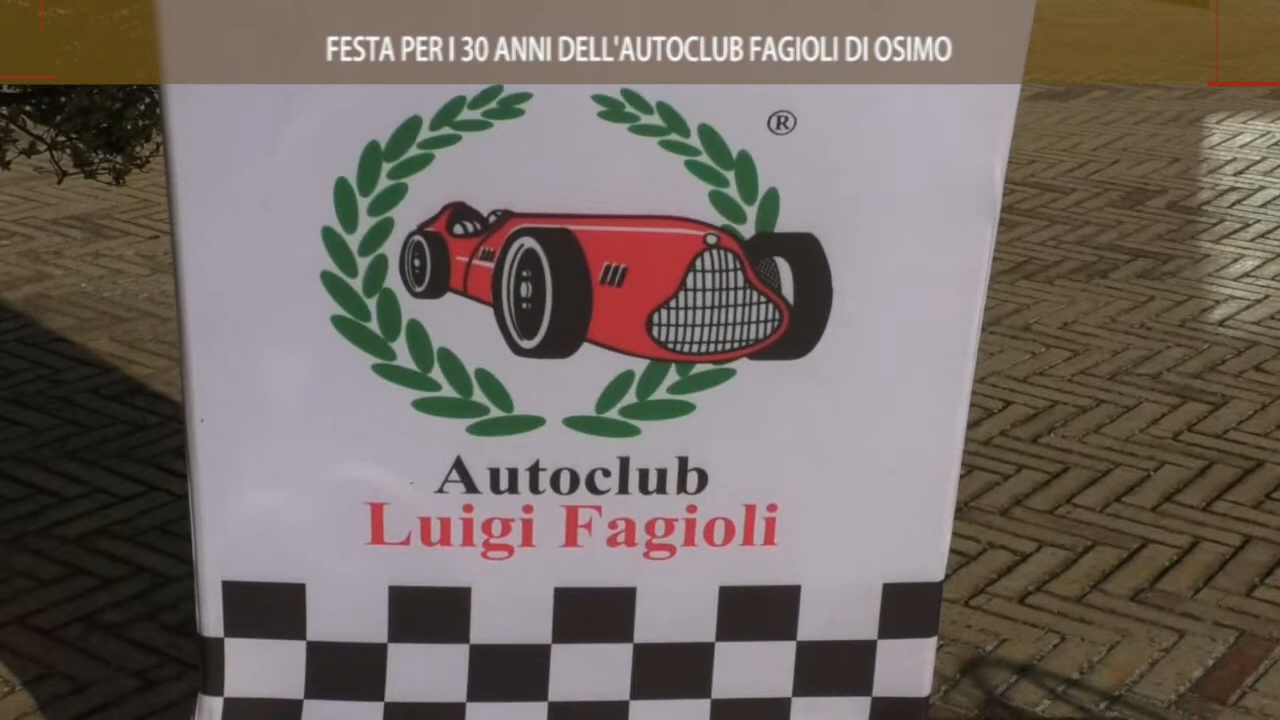 FESTA PER I 30 ANNI DELL'AUTOCLUB FAGIOLI DI OSIMO
®
Autoclub
Luigi Fagioli